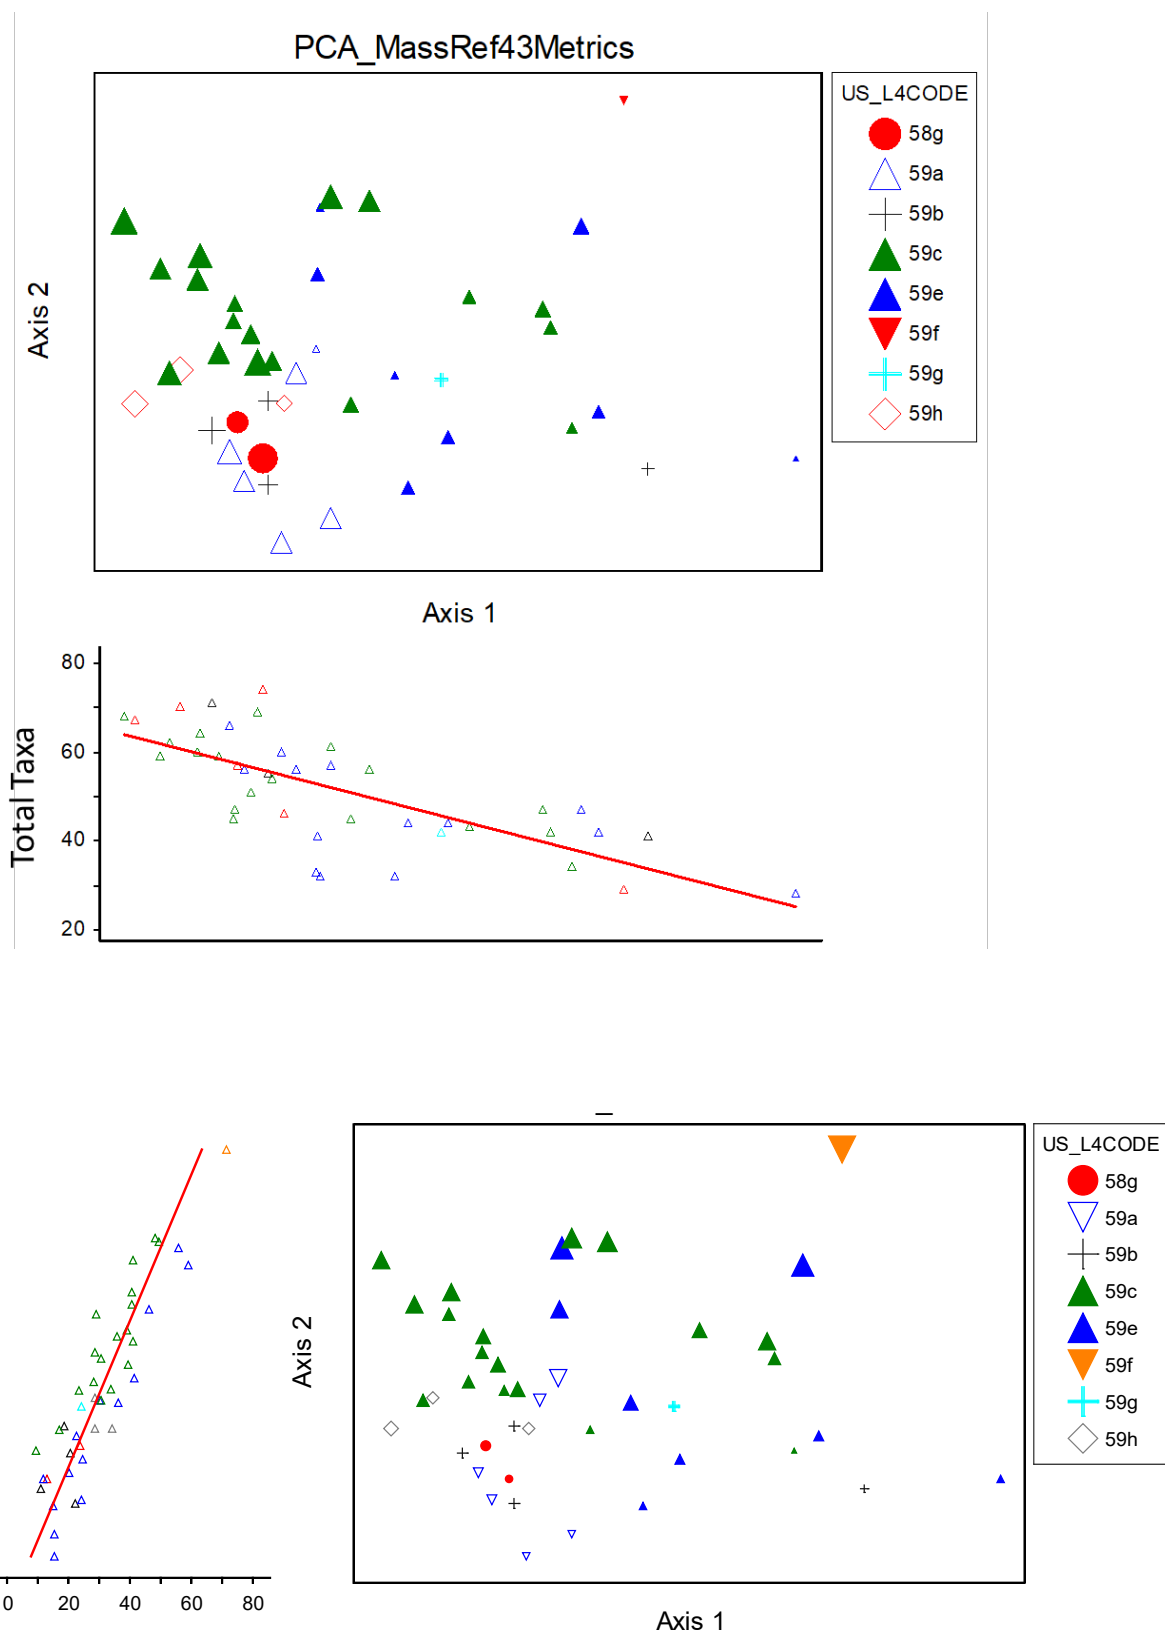 PCA_MassRef43Metrics
US_L4CODE
58g
59a
59b
59c
59e
59f
59g
59h
Axis 2
Axis 1
80
60
40
20
Total Taxa
_
US_L4CODE
58g
59a
59b
59c
59e
59f
59g
59h
Axis 2
0 20 40 60 80
Axis 1